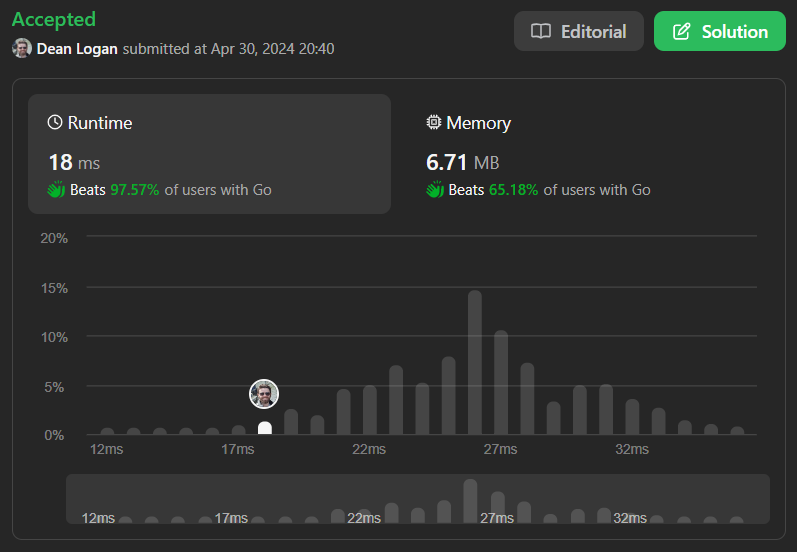 Accepted
Dean Logan submitted at Apr 30, 2024 20:40
Editorial
Solution
Runtime
18 ms
Beats 97.57% of users with Go
Memory
6.71 MB
Beats 65.18% of users with Go
20%
15%
10%
5%
0%
12ms 17ms 22ms 27ms 32ms
12ms 17ms 22ms 27ms 32ms